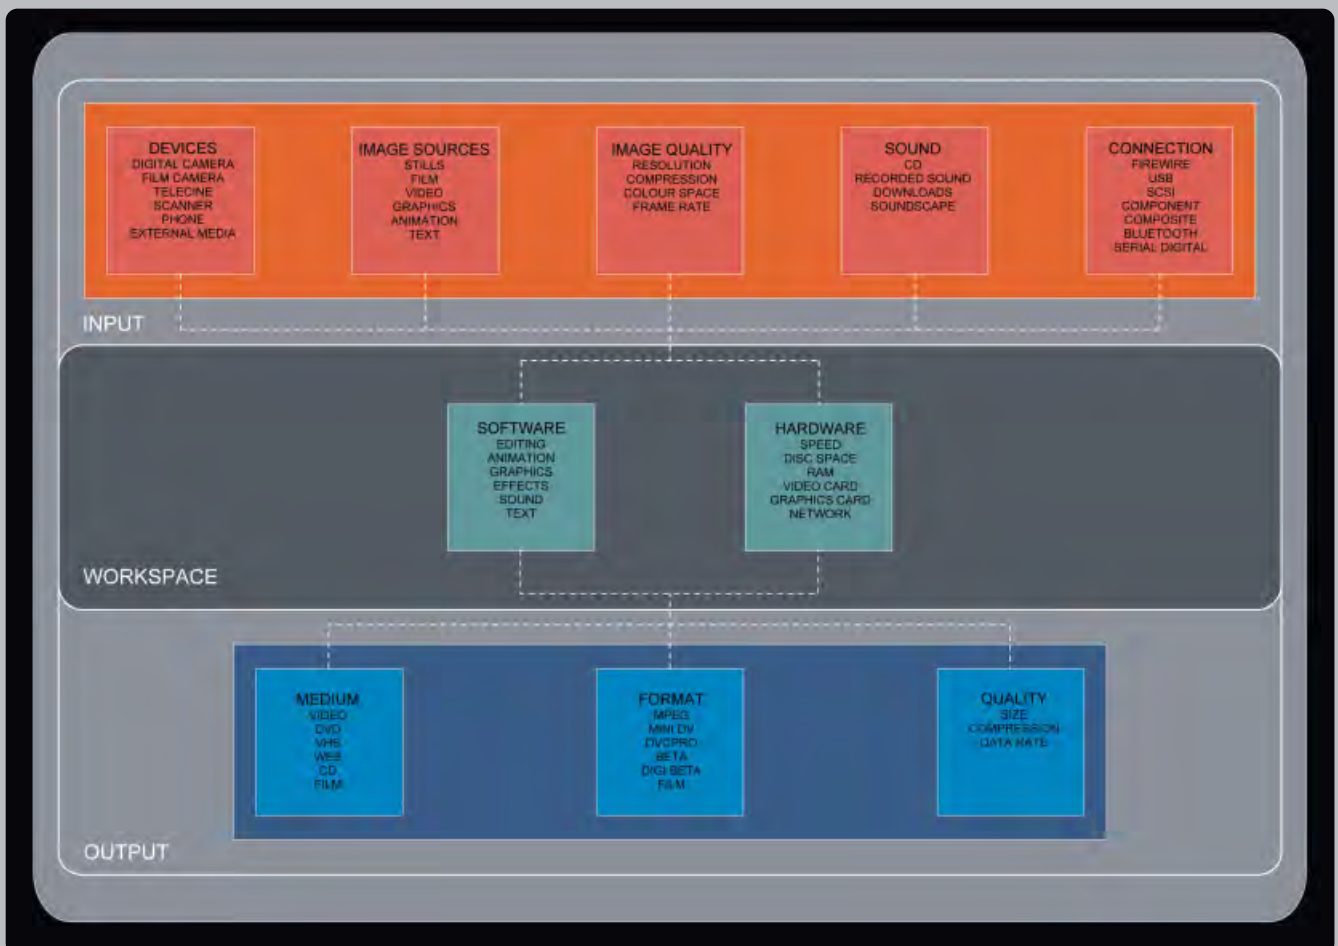 DEVICES
DIGITAL CAMERA
FILM CAMERA
TELECINE
SCANNER
PHONE
EXTERNAL MEDIA
IMAGE SOURCES
STILLS
FILM
VIDEO
GRAPHICS
ANIMATION
TEXT
IMAGE QUALITY
RESOLUTION
COMPRESSION
COLOUR SPACE
FRAME RATE
SOUND
CD
RECORDED SOUND
DOWNLOADS
SOUNDSCAPE
CONNECTION
FIREWIRE
USB
SCSI
COMPONENT
COMPOSITE
BLUETOOTH
SERIAL DIGITAL
INPUT
SOFTWARE
EDITING
ANIMATION
GRAPHICS
EFFECTS
SOUND
TEXT
HARDWARE
SPEED
DISC SPACE
RAM
VIDEO CARD
GRAPHICS CARD
NETWORK
WORKSPACE
MEDIUM
VIDEO
DVD
VHS
WEB
CD
FILM
FORMAT
MPEG
MINI DV
DVCPRO
BETA
DIGI BETA
FILM
QUALITY
SIZE
COMPRESSION
DATA RATE
OUTPUT